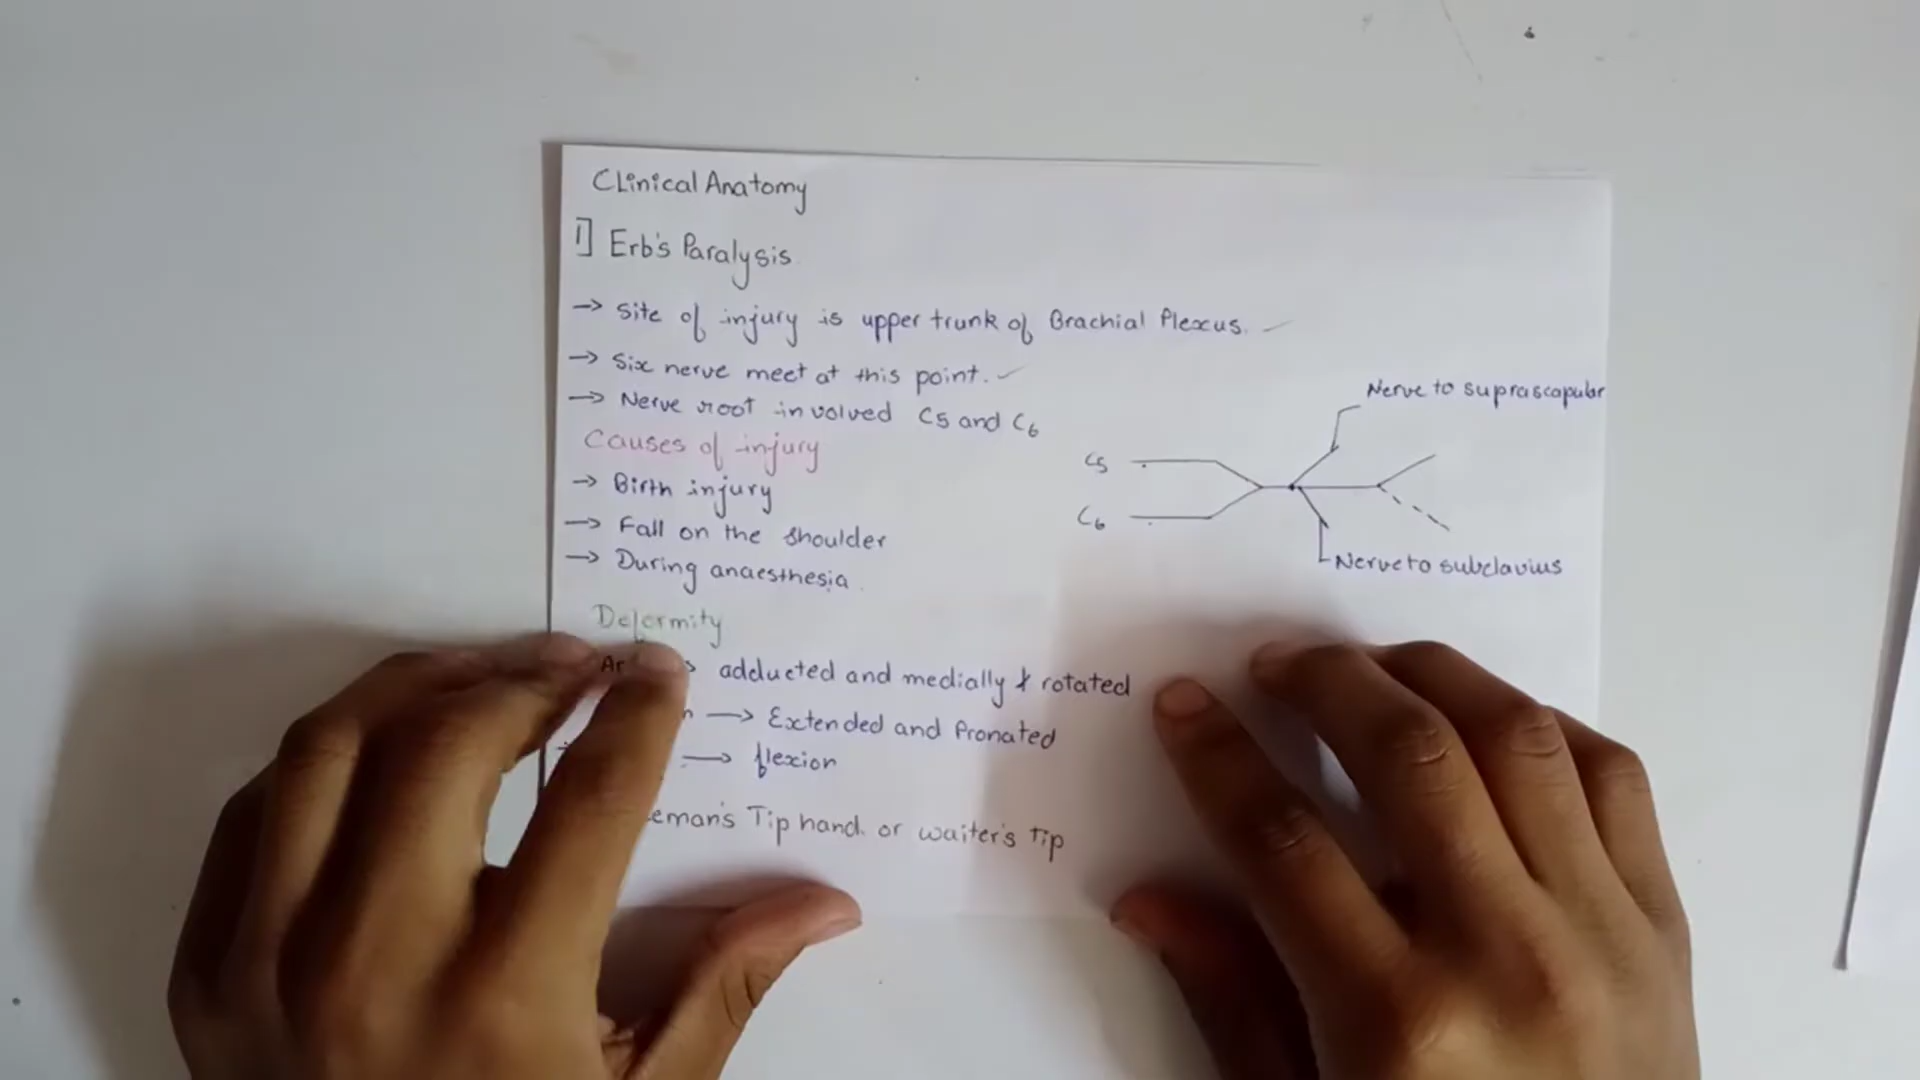 CLinical Anatomy
1] Erb's Paralysis
→ Site of injury is upper trunk of Brachial Plexus.
→ Six nerve meet at this point.
→ Nerve root involved C5 and C6
Causes of injury
→ Birth injury
→ Fall on the shoulder
→ During anaesthesia.
Deformity
adducted and medially & rotated
→ Extended and Pronated
→ flexion
Tip hand. or waiter's Tip
Nerve to suprascapular
C5
C6
Nerve to subclavius